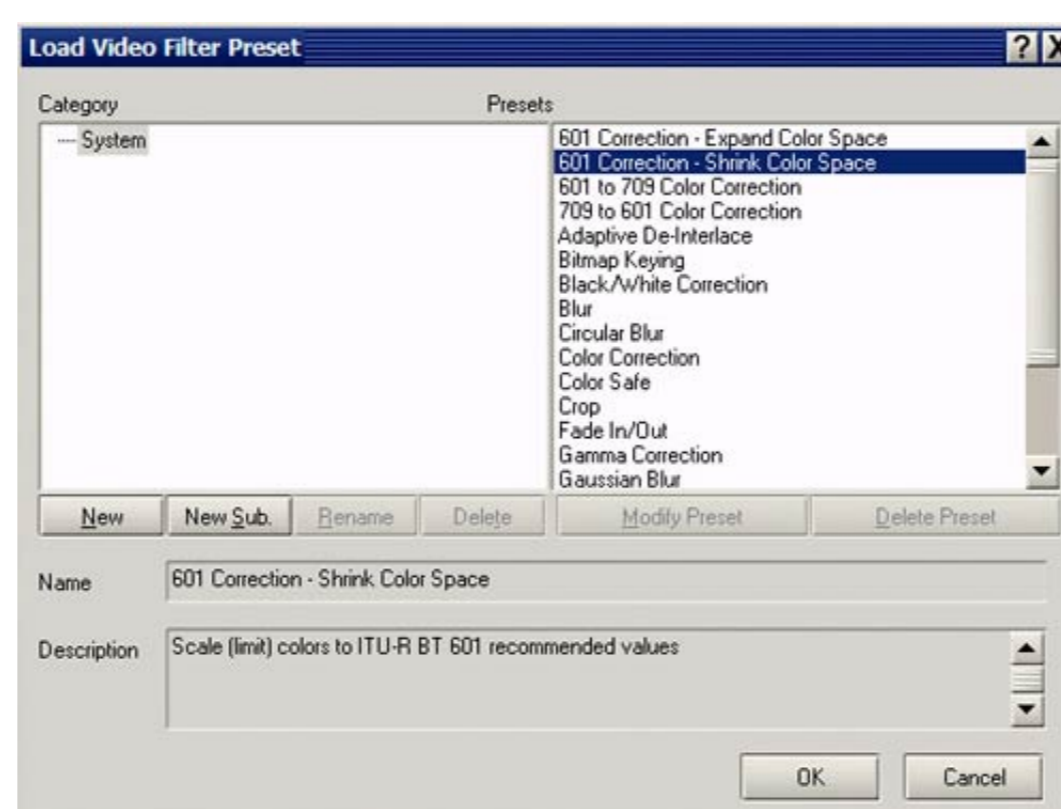 Load Video Filter Preset
Category
Presets
System
601 Correction - Expand Color Space
601 Correction - Shrink Color Space
601 to 709 Color Correction
709 to 601 Color Correction
Adaptive De-Interlace
Bitmap Keying
Black/White Correction
Blur
Circular Blur
Color Correction
Color Safe
Crop
Fade In/Out
Gamma Correction
Gaussian Blur
New New Sub. Rename Delete Modify Preset Delete Preset
Name 601 Correction - Shrink Color Space
Description Scale (limit) colors to ITU-R BT 601 recommended values
OK Cancel